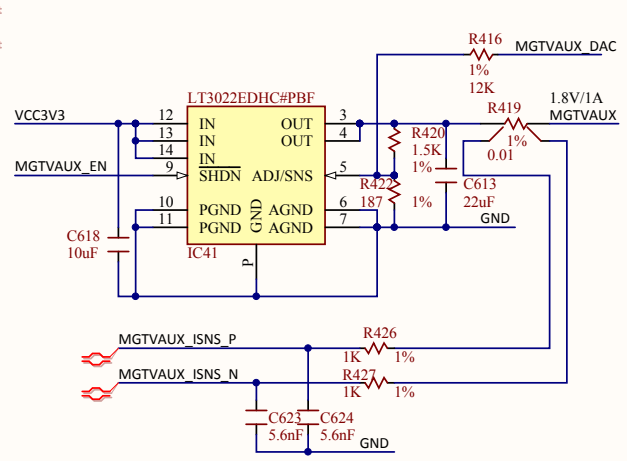 R416
MGTVAUX_DAC
1%
12K
LT3022EDHC#PBF
1.8V/1A
VCC3V3
12 IN OUT 3
R419
MGTVAUX
13 IN OUT 4
R420
1%
1.5K
0.01
14 IN
MGTVAUX_EN
9 SHDN ADJ/SNS 5
1%
R422
C613
187
1%
22uF
10 PGND GND AGND 6
11 PGND AGND 7
GND
C618
10uF
IC41
P
MGTVAUX_ISNS_P
R426
1K
1%
MGTVAUX_ISNS_N
R427
1K
1%
C623
C624
5.6nF
5.6nF
GND